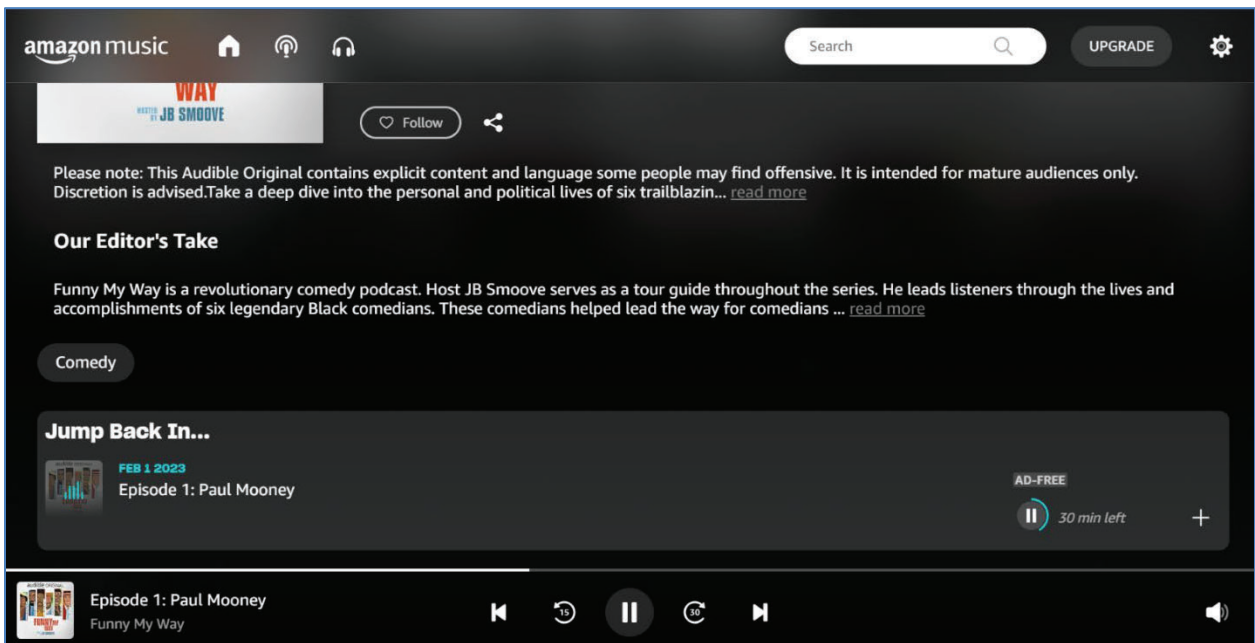 amazon music
Search
UPGRADE
WAY
HOSTED BY JB SMOOVE
Follow
Please note: This Audible Original contains explicit content and language some people may find offensive. It is intended for mature audiences only.
Discretion is advised.Take a deep dive into the personal and political lives of six trailblazin... read more
Our Editor's Take
Funny My Way is a revolutionary comedy podcast. Host JB Smoove serves as a tour guide throughout the series. He leads listeners through the lives and
accomplishments of six legendary Black comedians. These comedians helped lead the way for comedians ... read more
Comedy
Jump Back In...
FEB 1 2023
Episode 1: Paul Mooney
AD-FREE
30 min left
Episode 1: Paul Mooney
Funny My Way
15
30